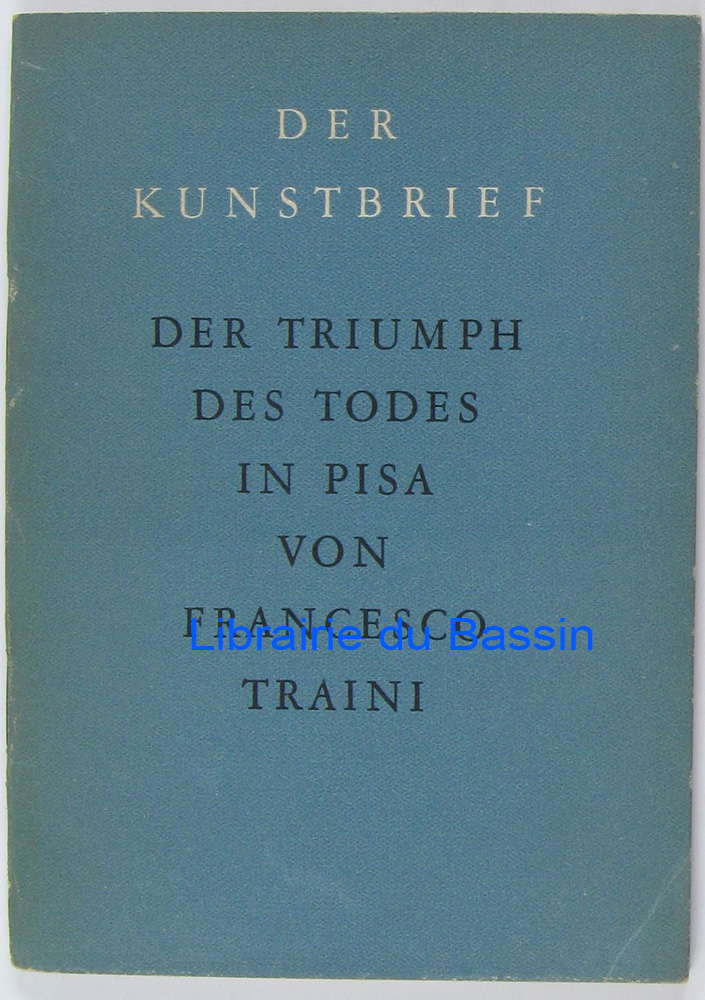 DER
KUNSTBRIEF
DER TRIUMPH
DES TODES
IN PISA
VON
FRANCESCO
Librairie du Bassin
TRAINI